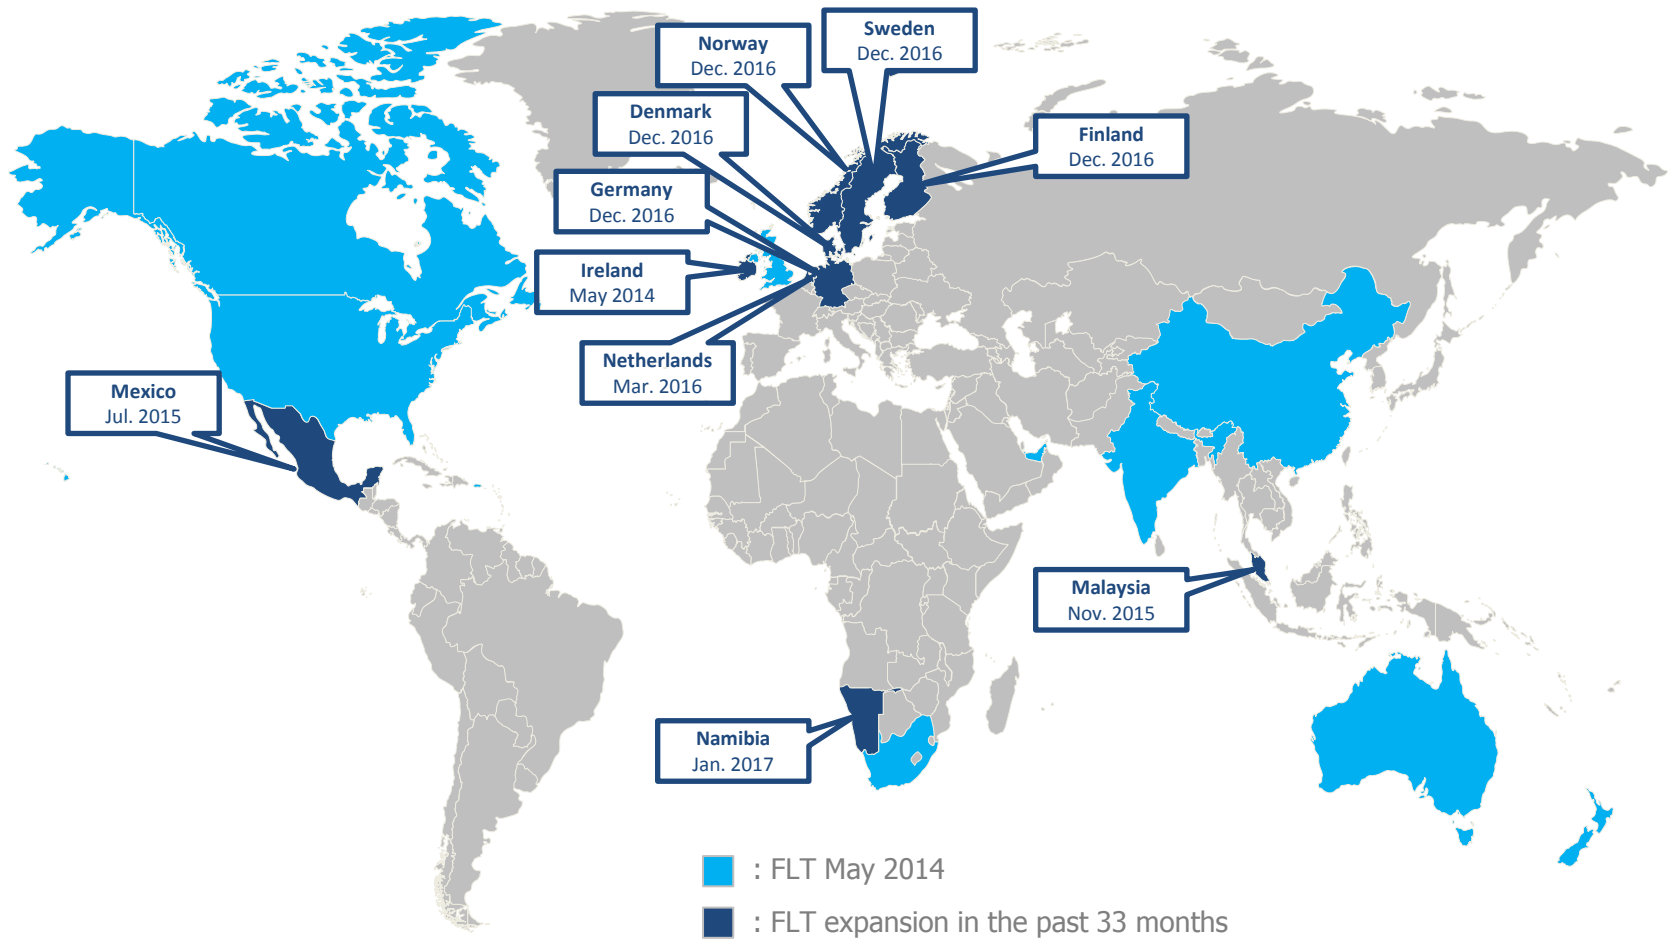 Sweden
Dec. 2016
Norway
Dec. 2016
Denmark
Dec. 2016
Finland
Dec. 2016
Germany
Dec. 2016
Ireland
May 2014
Netherlands
Mar. 2016
Mexico
Jul. 2015
Malaysia
Nov. 2015
Namibia
Jan. 2017
: FLT May 2014
: FLT expansion in the past 33 months